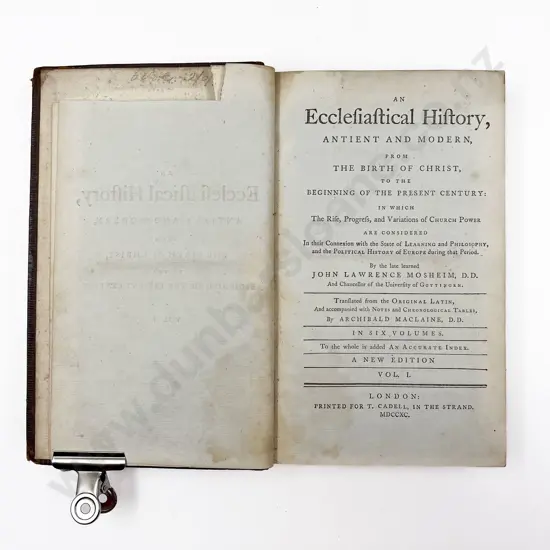 AN
Eccleſiaſtical Hiſtory,
ANTIENT AND MODERN,
FROM
THE BIRTH OF CHRIST,
TO THE
BEGINNING OF THE PRESENT CENTURY:
IN WHICH
The Riſe, Progreſs, and Variations of CHURCH POWER
ARE CONSIDERED
In their Connexion with the State of LEARNING and PHILOSOPHY,
and the POLITICAL HISTORY of EUROPE during that Period.
By the late learned
JOHN LAWRENCE MOSHEIM, D.D.
And Chancellor of the Univerſity of GOTTINGEN.
Tranſlated from the ORIGINAL LATIN,
And accompanied with NOTES and CHRONOLOGICAL TABLES,
By ARCHIBALD MACLAINE, D.D.
IN SIX VOLUMES.
To the whole is added AN ACCURATE INDEX.
A NEW EDITION
VOL. I.
LONDON:
PRINTED FOR T. CADELL, IN THE STRAND.
MDCCXC.